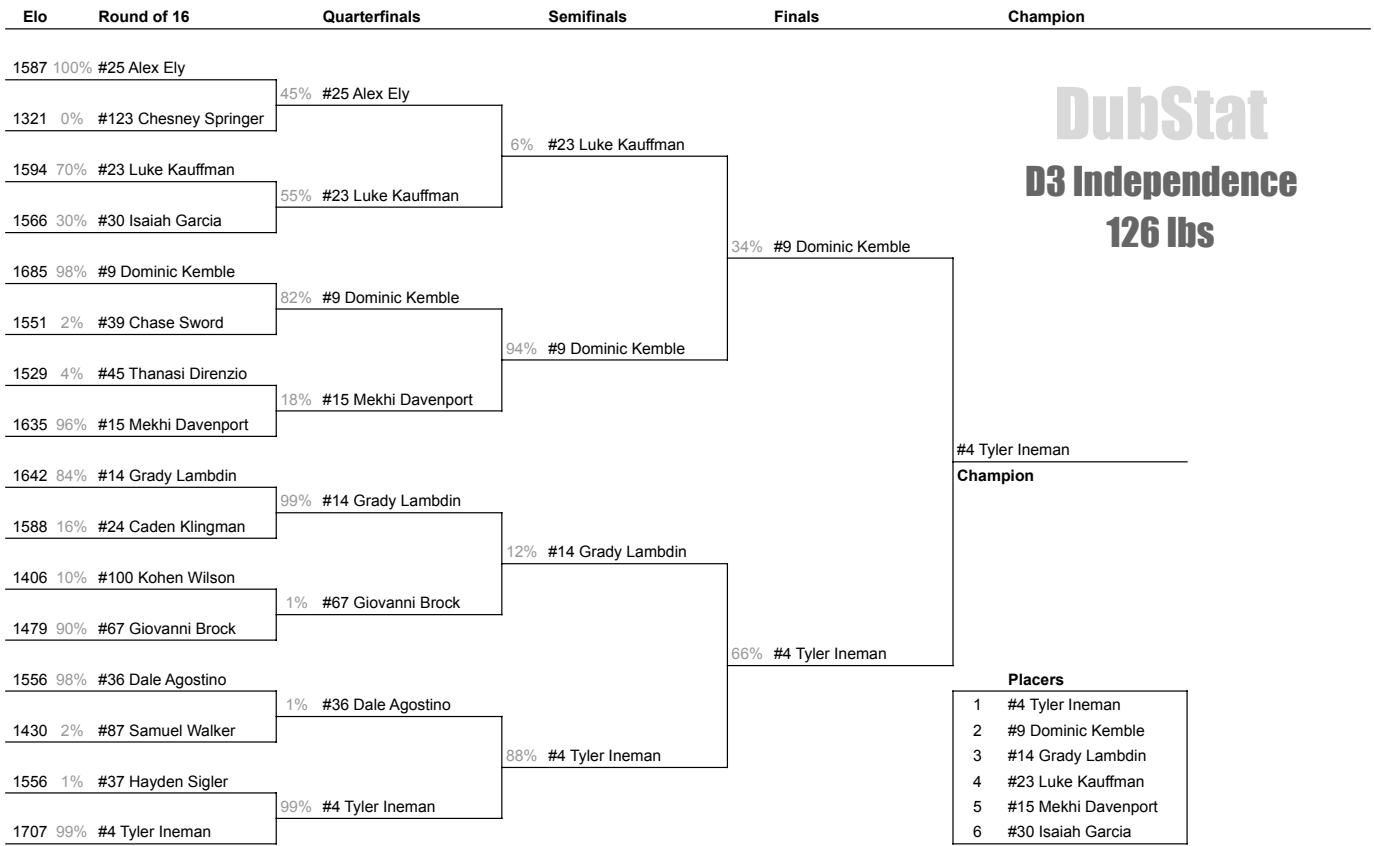 Elo Round of 16 Quarterfinals Semifinals Finals Champion
1587 100% #25 Alex Ely
45% #25 Alex Ely
1321 0% #123 Chesney Springer
6% #23 Luke Kauffman
1594 70% #23 Luke Kauffman
55% #23 Luke Kauffman
1566 30% #30 Isaiah Garcia
34% #9 Dominic Kemble
1685 98% #9 Dominic Kemble
82% #9 Dominic Kemble
1551 2% #39 Chase Sword
94% #9 Dominic Kemble
1529 4% #45 Thanasi Direnzio
18% #15 Mekhi Davenport
1635 96% #15 Mekhi Davenport
#4 Tyler Ineman
Champion
1642 84% #14 Grady Lambdin
99% #14 Grady Lambdin
1588 16% #24 Caden Klingman
12% #14 Grady Lambdin
1406 10% #100 Kohen Wilson
1% #67 Giovanni Brock
1479 90% #67 Giovanni Brock
66% #4 Tyler Ineman
1556 98% #36 Dale Agostino
1% #36 Dale Agostino
1430 2% #87 Samuel Walker
88% #4 Tyler Ineman
1556 1% #37 Hayden Sigler
99% #4 Tyler Ineman
1707 99% #4 Tyler Ineman
DubStat
D3 Independence
126 lbs
Placers
1 #4 Tyler Ineman
2 #9 Dominic Kemble
3 #14 Grady Lambdin
4 #23 Luke Kauffman
5 #15 Mekhi Davenport
6 #30 Isaiah Garcia